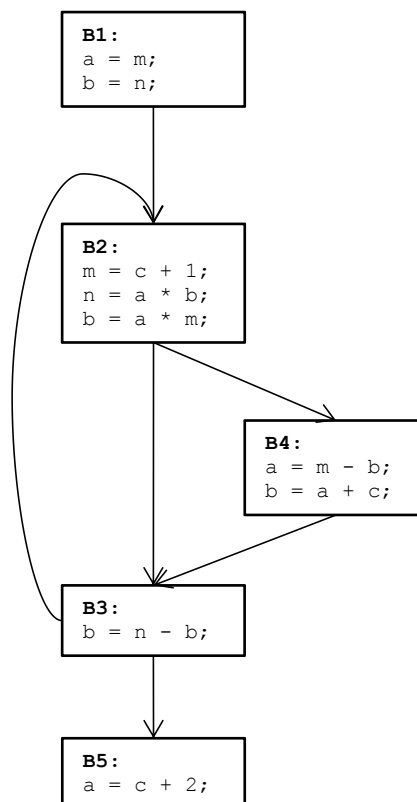 B1:
a = m;
b = n;
B2:
m = c + 1;
n = a * b;
b = a * m;
B4:
a = m - b;
b = a + c;
B3:
b = n - b;
B5:
a = c + 2;